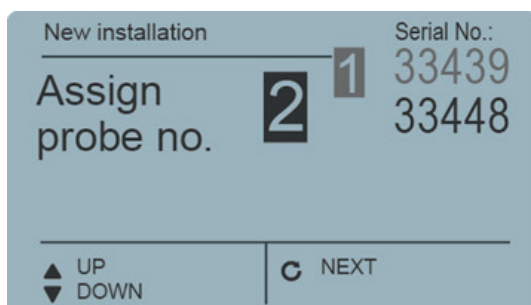 New installation
Serial No.:
1 33439
Assign probe no. 2 33448
UP
DOWN
NEXT